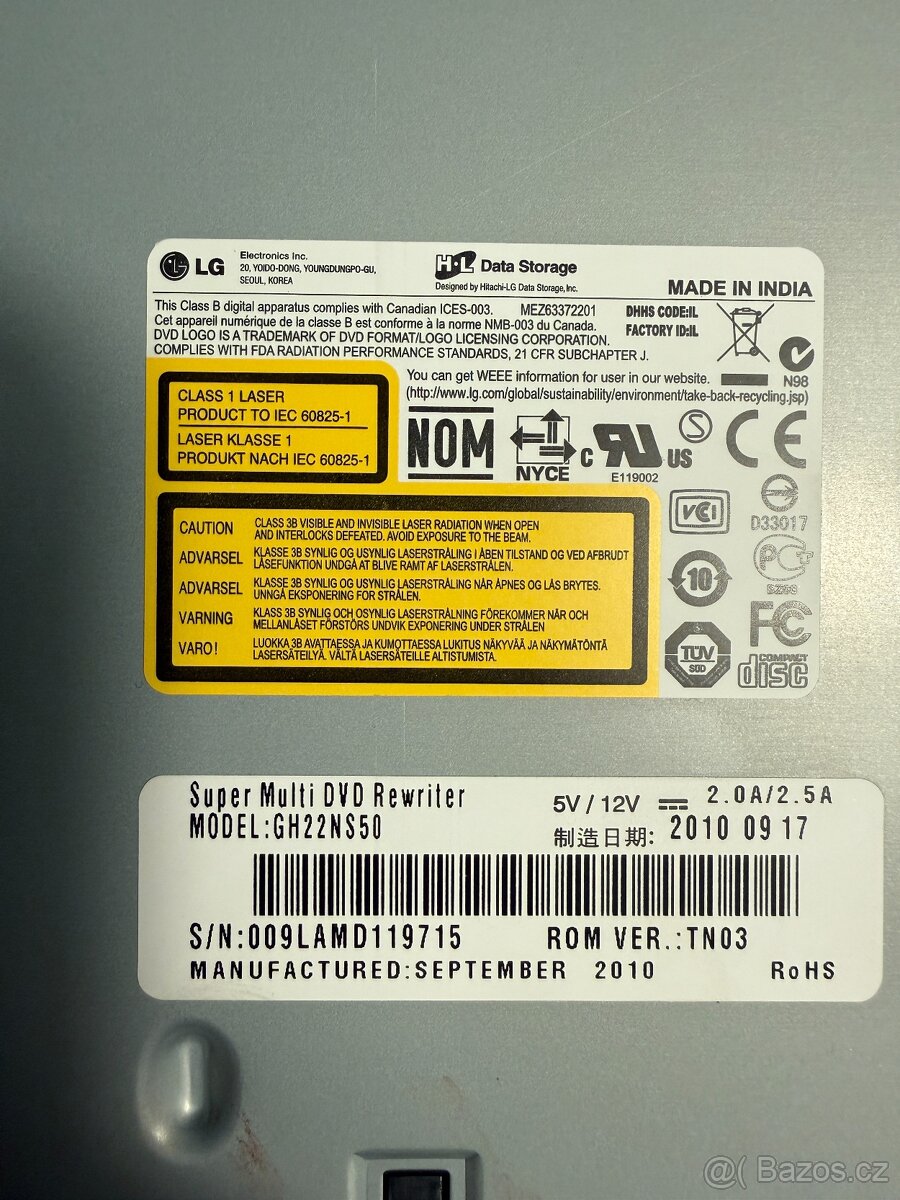 LG
Electronics Inc.
20, YOIDO-DONG, YOUNGDUNGPO-GU,
SEOUL, KOREA
H·L Data Storage
Designed by Hitachi-LG Data Storage, Inc.
MADE IN INDIA
This Class B digital apparatus complies with Canadian ICES-003. MEZ63372201
Cet appareil numérique de la classe B est conforme à la norme NMB-003 du Canada.
DVD LOGO IS A TRADEMARK OF DVD FORMAT/LOGO LICENSING CORPORATION.
COMPLIES WITH FDA RADIATION PERFORMANCE STANDARDS, 21 CFR SUBCHAPTER J.
DHHS CODE:IL
FACTORY ID:IL
N98
You can get WEEE information for user in our website.
(http://www.lg.com/global/sustainability/environment/take-back-recycling.jsp)
CLASS 1 LASER
PRODUCT TO IEC 60825-1
LASER KLASSE 1
PRODUKT NACH IEC 60825-1
NOM
NYCE
C RU US
E119002
S
CE
VCI
D33017
10
PC
FC
TÜV
SÜD
COMPACT
disc
CAUTION CLASS 3B VISIBLE AND INVISIBLE LASER RADIATION WHEN OPEN
AND INTERLOCKS DEFEATED. AVOID EXPOSURE TO THE BEAM.
ADVARSEL KLASSE 3B SYNLIG OG USYNLIG LASERSTRÅLING I ÅBEN TILSTAND OG VED AFBRUDT
LÅSEFUNKTION UNDGÅ AT BLIVE RAMT AF LASERSTRÅLEN.
ADVARSEL KLASSE 3B SYNLIG OG USYNLIG LASERSTRÅLING NÅR ÅPNES OG LÅS BRYTES.
UNNGÅ EKSPONERING FOR STRÅLEN.
VARNING KLASS 3B SYNLIG OCH OSYNLIG LASERSTRÅLNING FÖREKOMMER NÄR OCH
MELLANLÅSET FÖRSTÖRS UNDVIK EXPONERING UNDER STRÅLEN
VARO! LUOKKA 3B AVATTAESSA JA KUMOTTAESSA LUKITUS NÄKYVÄÄ JA NÄKYMÄTÖNTÄ
LASERSÄTEILYÄ. VÄLTÄ LASERSÄTEILLE ALTISTUMISTA.
Super Multi DVD Rewriter
MODEL:GH22NS50
5V / 12V 2.0A/2.5A
制造日期: 2010 09 17
S/N:009LAMD119715 ROM VER.:TN03
MANUFACTURED:SEPTEMBER 2010 RoHS
@( Bazos.cz